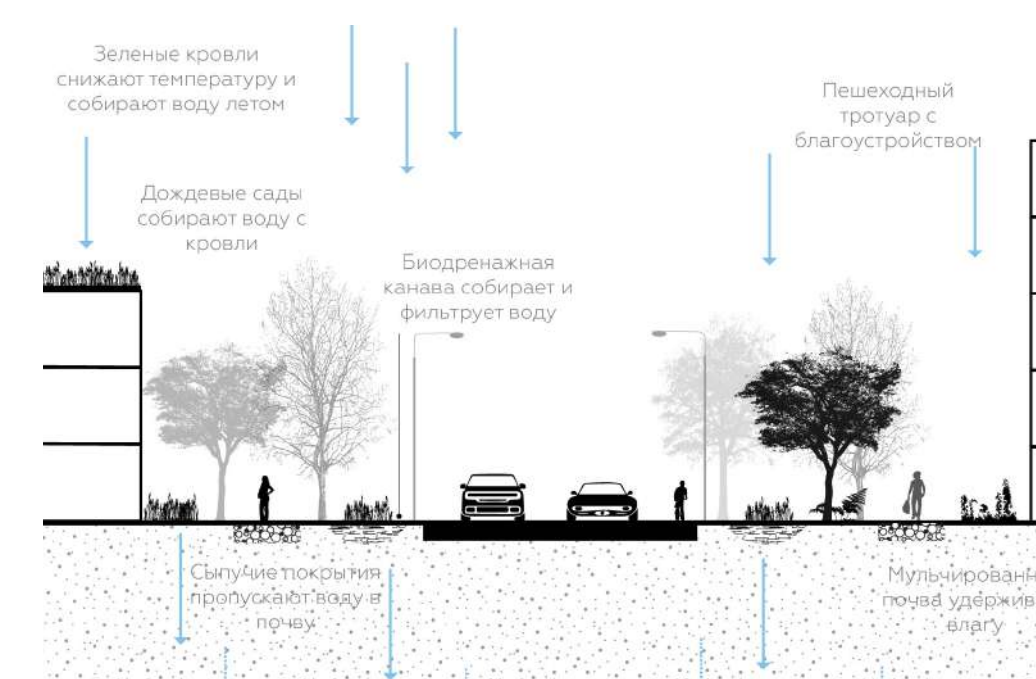 Зеленые кровли
снижают температуру и
собирают воду летом
Пешеходный
тротуар с
благоустройством
Дождевые сады
собирают воду с
кровли
Биодренажная
канава собирает и
фильтрует воду
Сыпучие покрытия
пропускают воду в
почву
Мульчированн
почва удержив
влагу